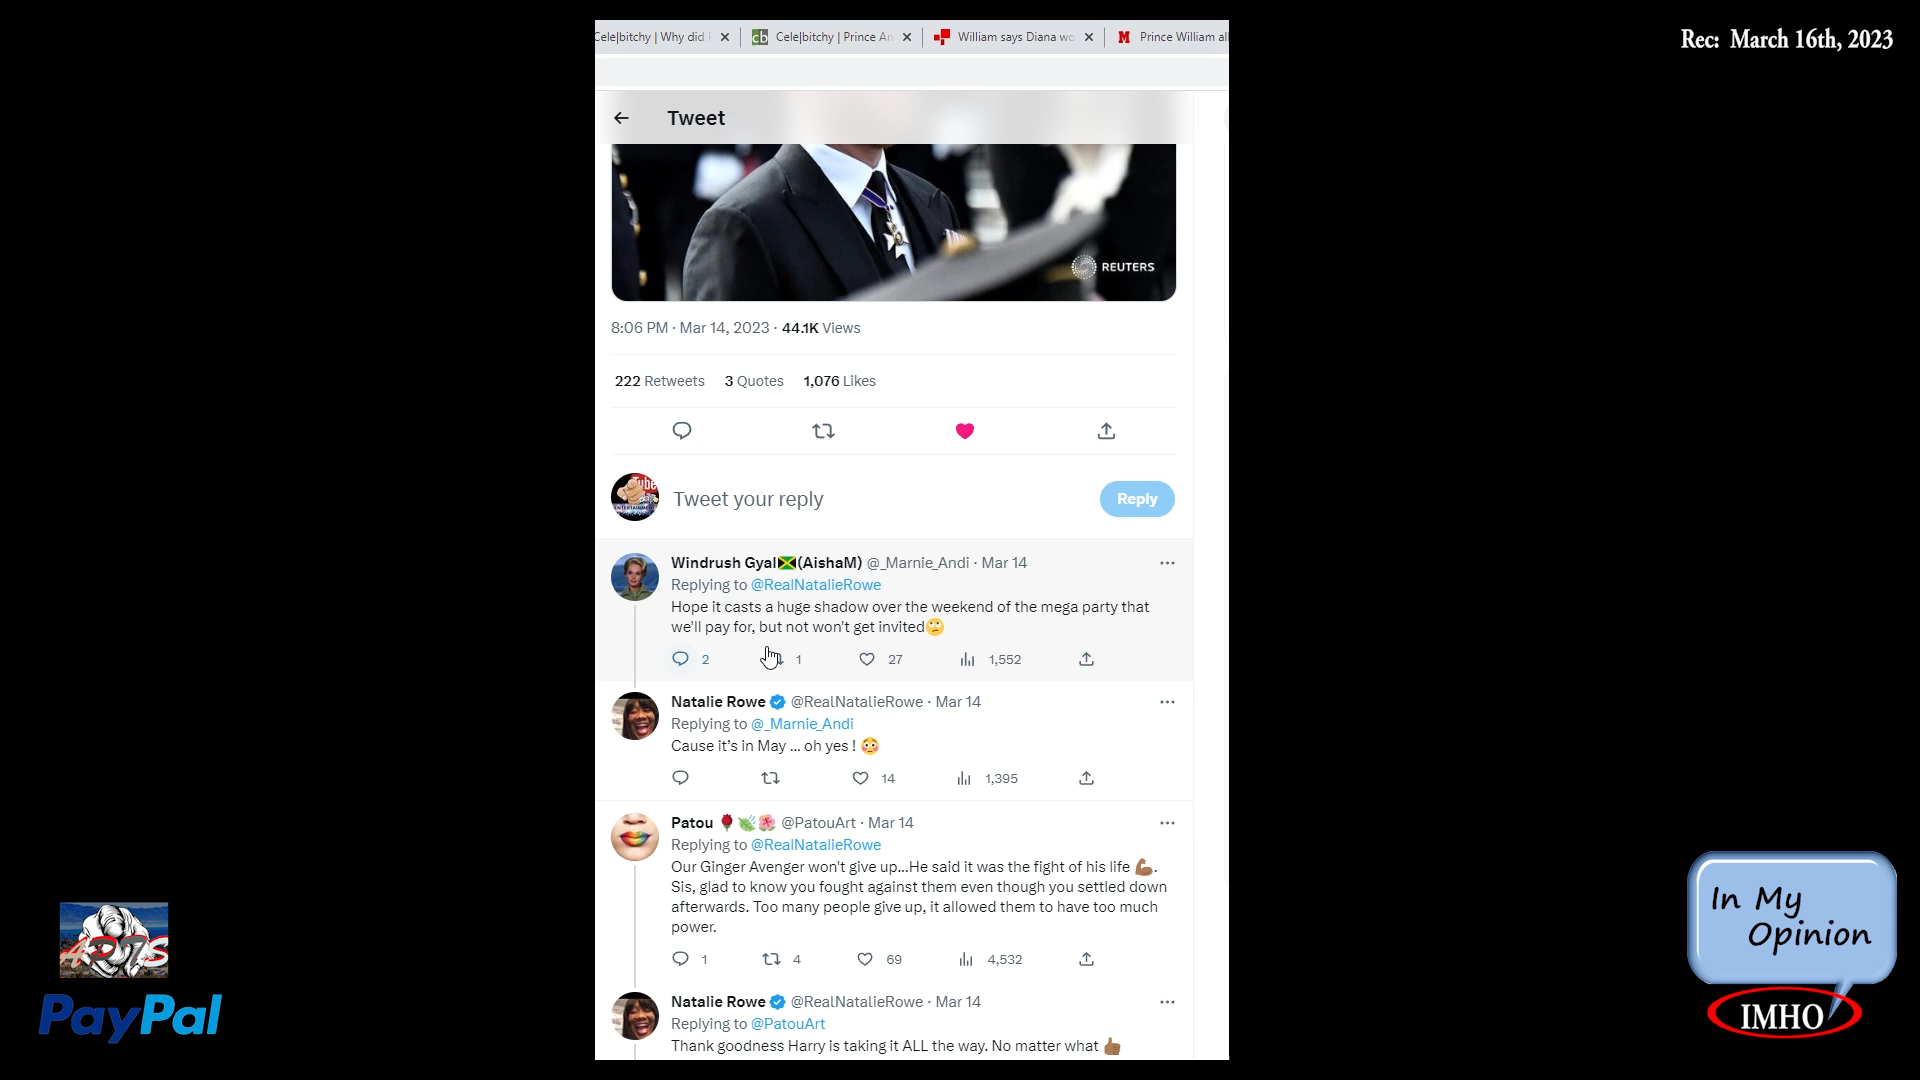 Cele|bitchy | Why did
cb Cele|bitchy | Prince An
William says Diana wo
M Prince William all
Rec: March 16th, 2023
← Tweet
REUTERS
8:06 PM · Mar 14, 2023 · 44.1K Views
222 Retweets 3 Quotes 1,076 Likes
Tweet your reply
Reply
Windrush Gyal🇯🇲(AishaM) @_Marnie_Andi · Mar 14
Replying to @RealNatalieRowe
Hope it casts a huge shadow over the weekend of the mega party that
we'll pay for, but not won't get invited🙄
2 1 27 1,552
Natalie Rowe @RealNatalieRowe · Mar 14
Replying to @_Marnie_Andi
Cause it's in May ... oh yes ! 😳
14 1,395
Patou 🌹🍃🌺 @PatouArt · Mar 14
Replying to @RealNatalieRowe
Our Ginger Avenger won't give up...He said it was the fight of his life 💪🏾.
Sis, glad to know you fought against them even though you settled down
afterwards. Too many people give up, it allowed them to have too much
power.
1 4 69 4,532
Natalie Rowe @RealNatalieRowe · Mar 14
Replying to @PatouArt
Thank goodness Harry is taking it ALL the way. No matter what 👍🏾
PayPal
In My
Opinion
IMHO